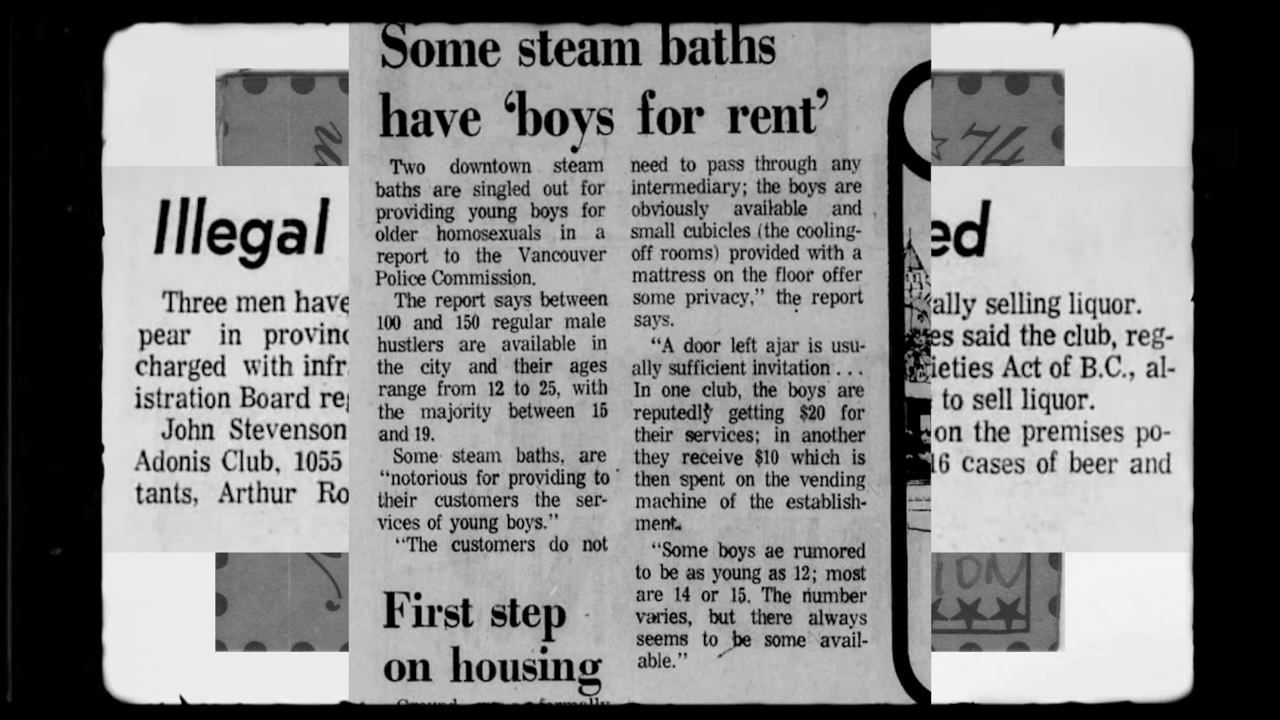 Some steam baths
have ‘boys for rent’
Two downtown steam
baths are singled out for
providing young boys for
older homosexuals in a
report to the Vancouver
Police Commission.
The report says between
100 and 150 regular male
hustlers are available in
the city and their ages
range from 12 to 25, with
the majority between 15
and 19.
Some steam baths, are
“notorious for providing to
their customers the ser-
vices of young boys.”
“The customers do not
need to pass through any
intermediary; the boys are
obviously available and
small cubicles (the cooling-
off rooms) provided with a
mattress on the floor offer
some privacy,” the report
says.
“A door left ajar is usu-
ally sufficient invitation . . .
In one club, the boys are
reputedly getting $20 for
their services; in another
they receive $10 which is
then spent on the vending
machine of the establish-
ment.
“Some boys ae rumored
to be as young as 12; most
are 14 or 15. The number
varies, but there always
seems to be some avail-
able.”
First step
on housing
Illegal
Three men have
pear in provinc
charged with infr
istration Board re
John Stevenson
Adonis Club, 1055
tants, Arthur Ro
ed
ally selling liquor.
es said the club, reg-
ieties Act of B.C., al-
to sell liquor.
on the premises po-
16 cases of beer and
74